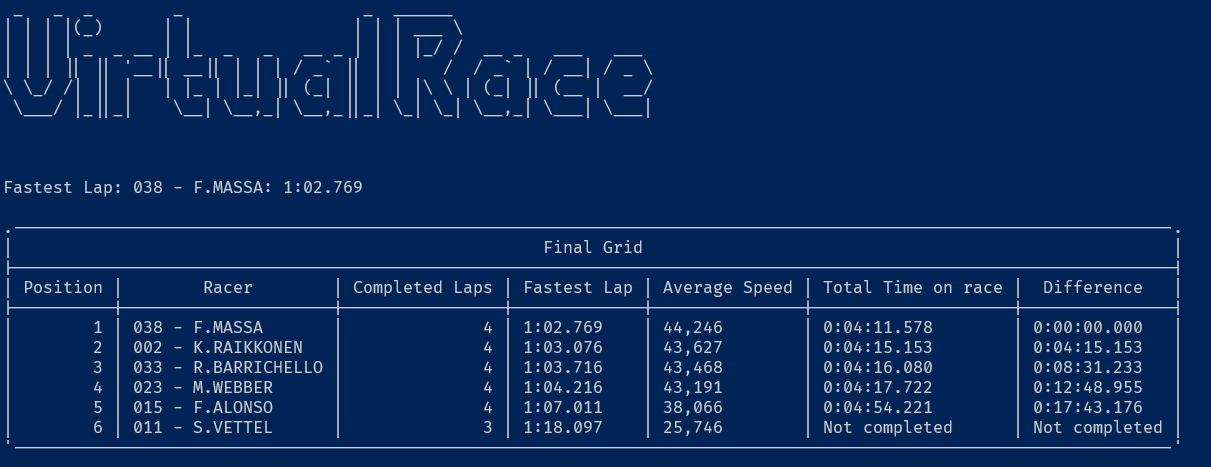 VirtualRace
Fastest Lap: 038 - F.MASSA: 1:02.769
Final Grid
Position | Racer | Completed Laps | Fastest Lap | Average Speed | Total Time on race | Difference
1 | 038 - F.MASSA | 4 | 1:02.769 | 44,246 | 0:04:11.578 | 0:00:00.000
2 | 002 - K.RAIKKONEN | 4 | 1:03.076 | 43,627 | 0:04:15.153 | 0:04:15.153
3 | 033 - R.BARRICHELLO | 4 | 1:03.716 | 43,468 | 0:04:16.080 | 0:08:31.233
4 | 023 - M.WEBBER | 4 | 1:04.216 | 43,191 | 0:04:17.722 | 0:12:48.955
5 | 015 - F.ALONSO | 4 | 1:07.011 | 38,066 | 0:04:54.221 | 0:17:43.176
6 | 011 - S.VETTEL | 3 | 1:18.097 | 25,746 | Not completed | Not completed